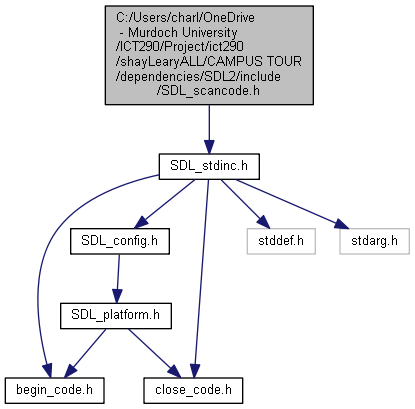 C:/Users/charl/OneDrive
- Murdoch University
/ICT290/Project/ict290
/shayLearyALL/CAMPUS TOUR
/dependencies/SDL2/include
/SDL_scancode.h
SDL_stdinc.h
SDL_config.h
stddef.h
stdarg.h
SDL_platform.h
begin_code.h
close_code.h